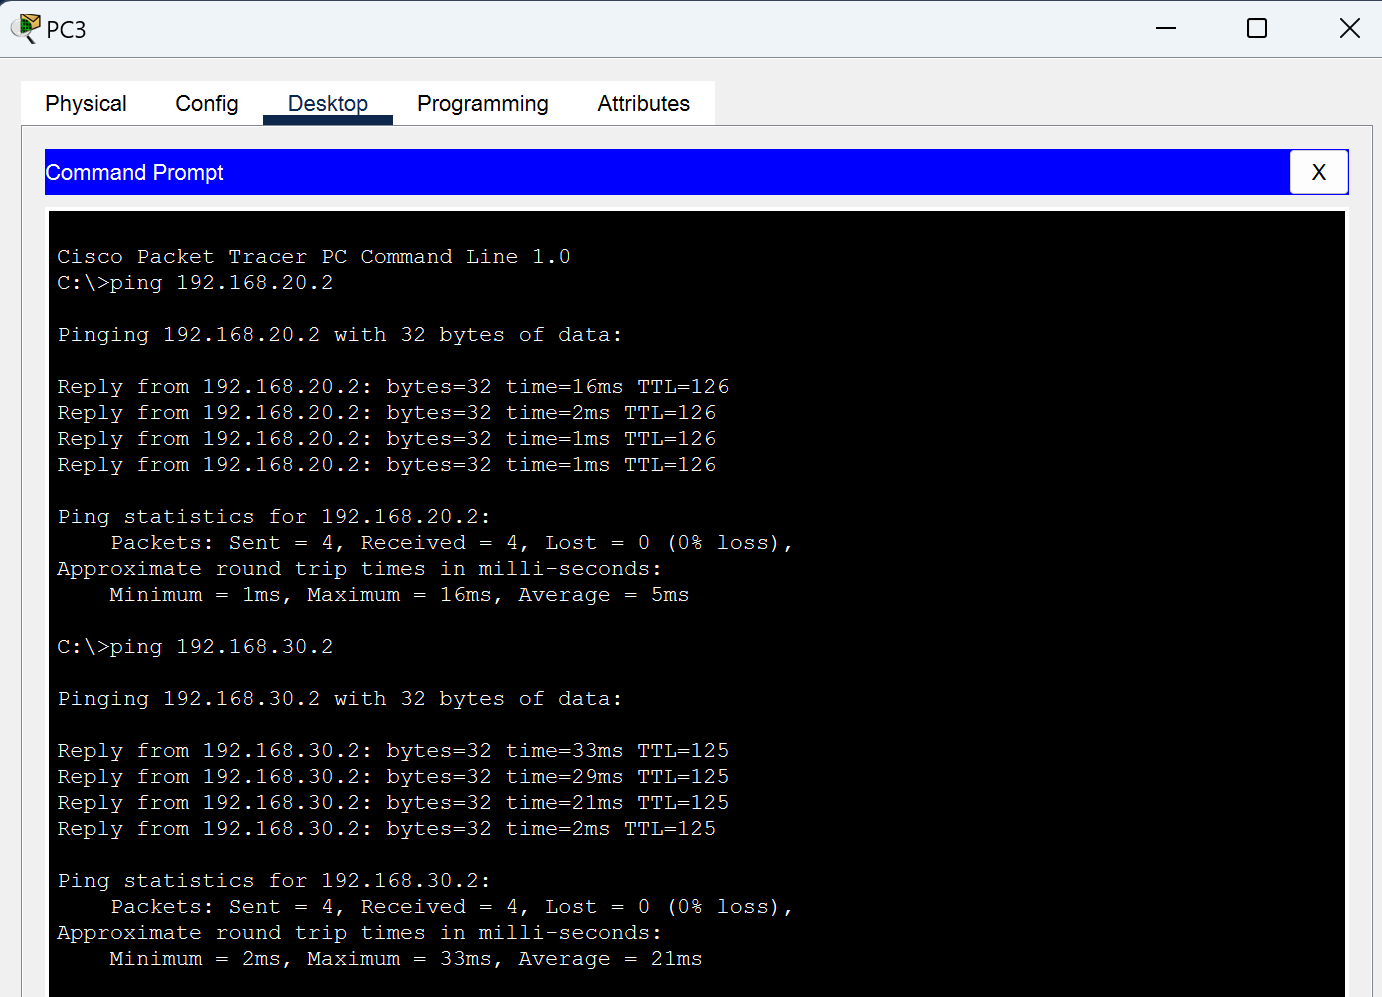 PC3
Physical Config Desktop Programming Attributes
Command Prompt X
Cisco Packet Tracer PC Command Line 1.0
C:\>ping 192.168.20.2
Pinging 192.168.20.2 with 32 bytes of data:
Reply from 192.168.20.2: bytes=32 time=16ms TTL=126
Reply from 192.168.20.2: bytes=32 time=2ms TTL=126
Reply from 192.168.20.2: bytes=32 time=1ms TTL=126
Reply from 192.168.20.2: bytes=32 time=1ms TTL=126
Ping statistics for 192.168.20.2:
Packets: Sent = 4, Received = 4, Lost = 0 (0% loss),
Approximate round trip times in milli-seconds:
Minimum = 1ms, Maximum = 16ms, Average = 5ms
C:\>ping 192.168.30.2
Pinging 192.168.30.2 with 32 bytes of data:
Reply from 192.168.30.2: bytes=32 time=33ms TTL=125
Reply from 192.168.30.2: bytes=32 time=29ms TTL=125
Reply from 192.168.30.2: bytes=32 time=21ms TTL=125
Reply from 192.168.30.2: bytes=32 time=2ms TTL=125
Ping statistics for 192.168.30.2:
Packets: Sent = 4, Received = 4, Lost = 0 (0% loss),
Approximate round trip times in milli-seconds:
Minimum = 2ms, Maximum = 33ms, Average = 21ms